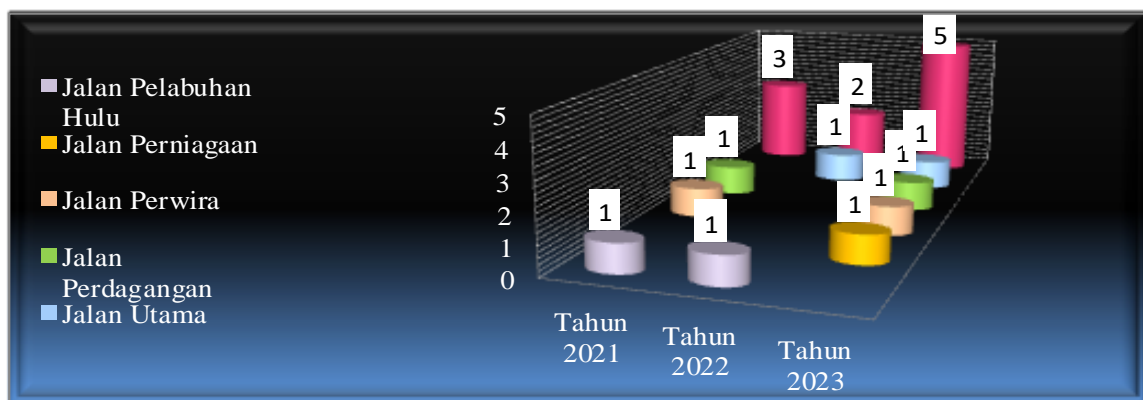 Jalan Pelabuhan
Hulu
Jalan Perniagaan
Jalan Perwira
Jalan
Perdagangan
Jalan Utama
5
4
3
2
1
0
1
1
1
3
1
1
2
1
1
1
1
5
Tahun
2021
Tahun
2022
Tahun
2023